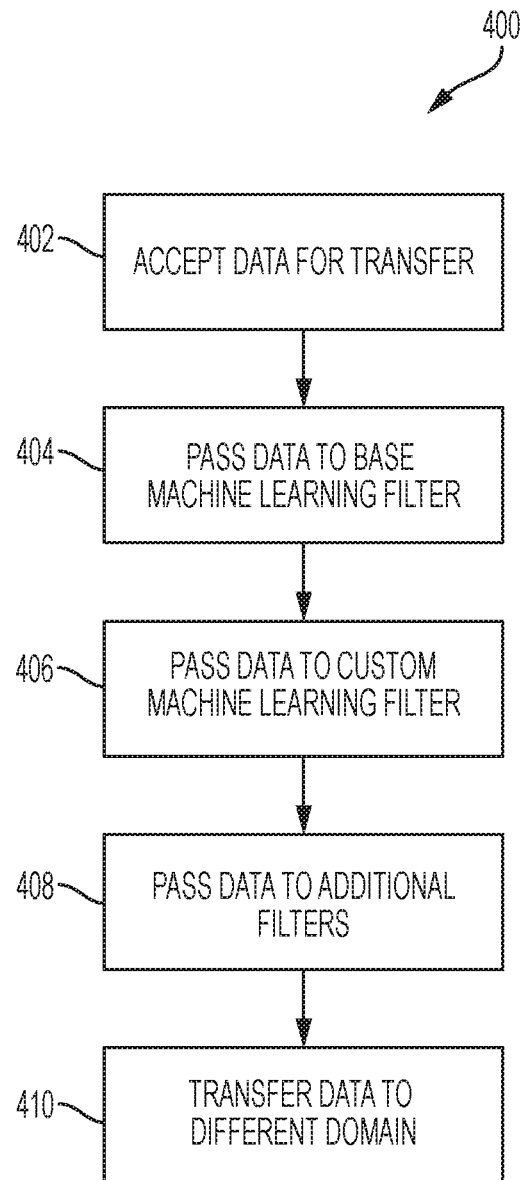 400
402
ACCEPT DATA FOR TRANSFER
404
PASS DATA TO BASE
MACHINE LEARNING FILTER
406
PASS DATA TO CUSTOM
MACHINE LEARNING FILTER
408
PASS DATA TO ADDITIONAL
FILTERS
410
TRANSFER DATA TO
DIFFERENT DOMAIN